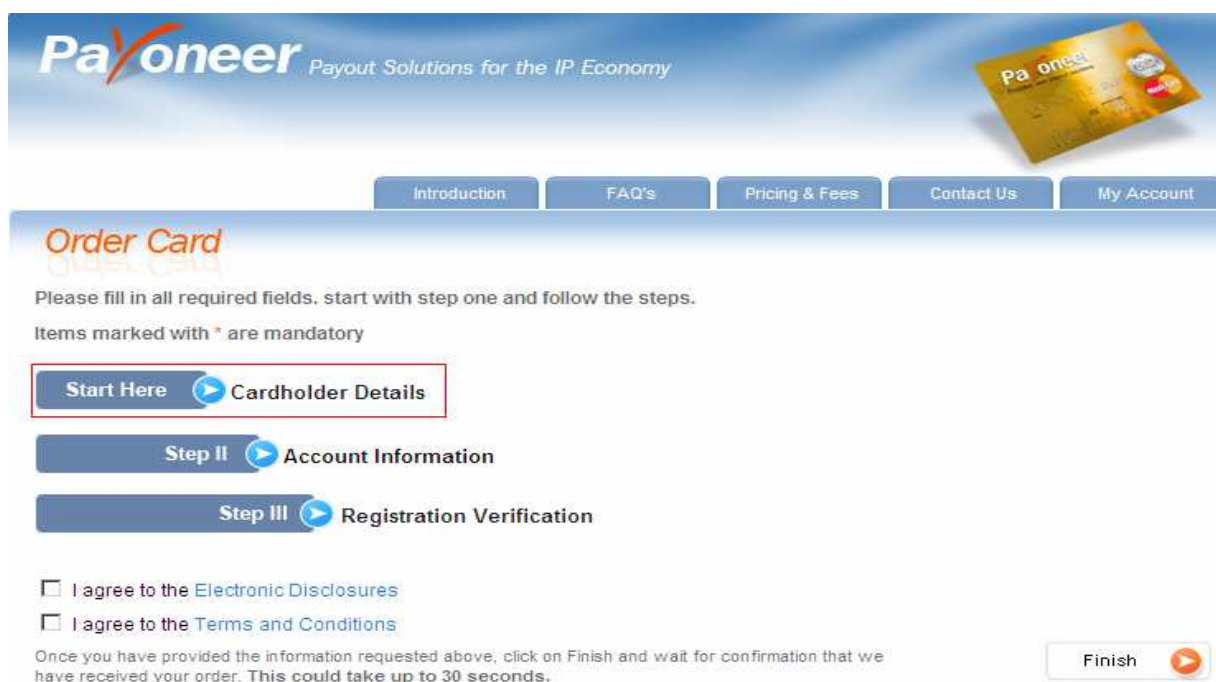 Payoneer Payout Solutions for the IP Economy
Payoneer
Introduction FAQ's Pricing & Fees Contact Us My Account
Order Card
Please fill in all required fields. start with step one and follow the steps.
Items marked with * are mandatory
Start Here Cardholder Details
Step II Account Information
Step III Registration Verification
I agree to the Electronic Disclosures
I agree to the Terms and Conditions
Once you have provided the information requested above, click on Finish and wait for confirmation that we
have received your order. This could take up to 30 seconds.
Finish